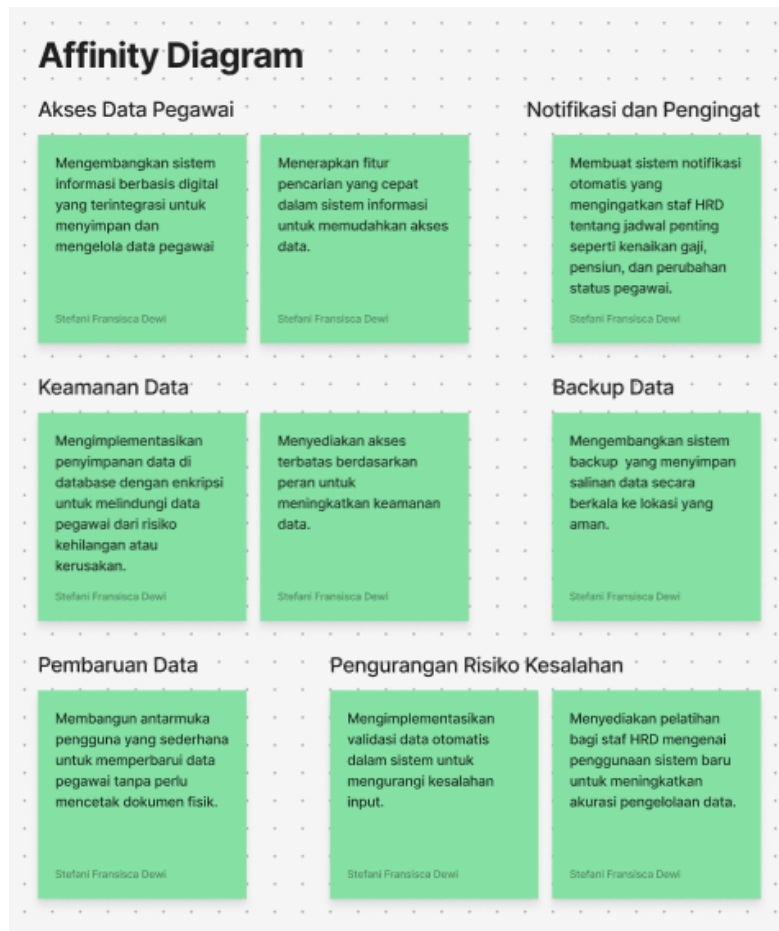 Affinity Diagram
Akses Data Pegawai
Mengembangkan sistem
informasi berbasis digital
yang terintegrasi untuk
menyimpan dan
mengelola data pegawai
Stefani Fransisca Dewi
Menerapkan fitur
pencarian yang cepat
dalam sistem informasi
untuk memudahkan akses
data.
Stefani Fransisca Dewi
Notifikasi dan Pengingat
Membuat sistem notifikasi
otomatis yang
mengingatkan staf HRD
tentang jadwal penting
seperti kenaikan gaji,
pensiun, dan perubahan
status pegawai.
Stefani Fransisca Dewi
Keamanan Data
Mengimplementasikan
penyimpanan data di
database dengan enkripsi
untuk melindungi data
pegawai dari risiko
kehilangan atau
kerusakan.
Stefani Fransisca Dewi
Menyediakan akses
terbatas berdasarkan
peran untuk
meningkatkan keamanan
data.
Stefani Fransisca Dewi
Backup Data
Mengembangkan sistem
backup yang menyimpan
salinan data secara
berkala ke lokasi yang
aman.
Stefani Fransisca Dewi
Pembaruan Data
Membangun antarmuka
pengguna yang sederhana
untuk memperbarui data
pegawai tanpa perlu
mencetak dokumen fisik.
Stefani Fransisca Dewi
Pengurangan Risiko Kesalahan
Mengimplementasikan
validasi data otomatis
dalam sistem untuk
mengurangi kesalahan
input.
Stefani Fransisca Dewi
Menyediakan pelatihan
bagi staf HRD mengenai
penggunaan sistem baru
untuk meningkatkan
akurasi pengelolaan data.
Stefani Fransisca Dewi